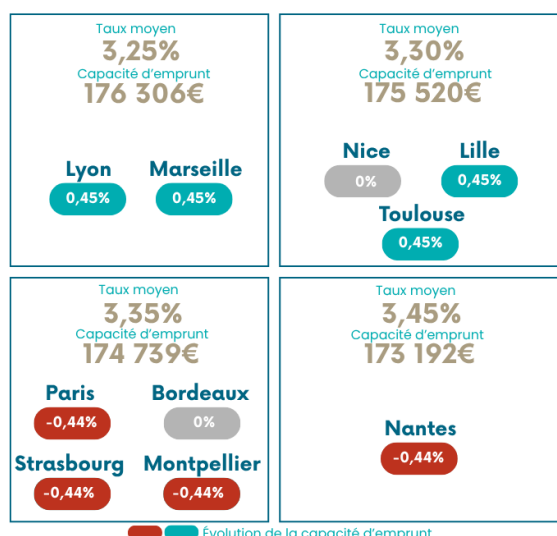 Taux moyen
3,25%
Capacité d'emprunt
176 306€
Lyon
Marseille
0,45%
0,45%
Taux moyen
3,30%
Capacité d'emprunt
175 520€
Nice
Lille
0%
0,45%
Toulouse
0,45%
Taux moyen
3,35%
Capacité d'emprunt
174 739€
Paris
Bordeaux
-0,44%
0%
Strasbourg
Montpellier
-0,44%
-0,44%
Taux moyen
3,45%
Capacité d'emprunt
173 192€
Nantes
-0,44%
Évolution de la capacité d'emprunt